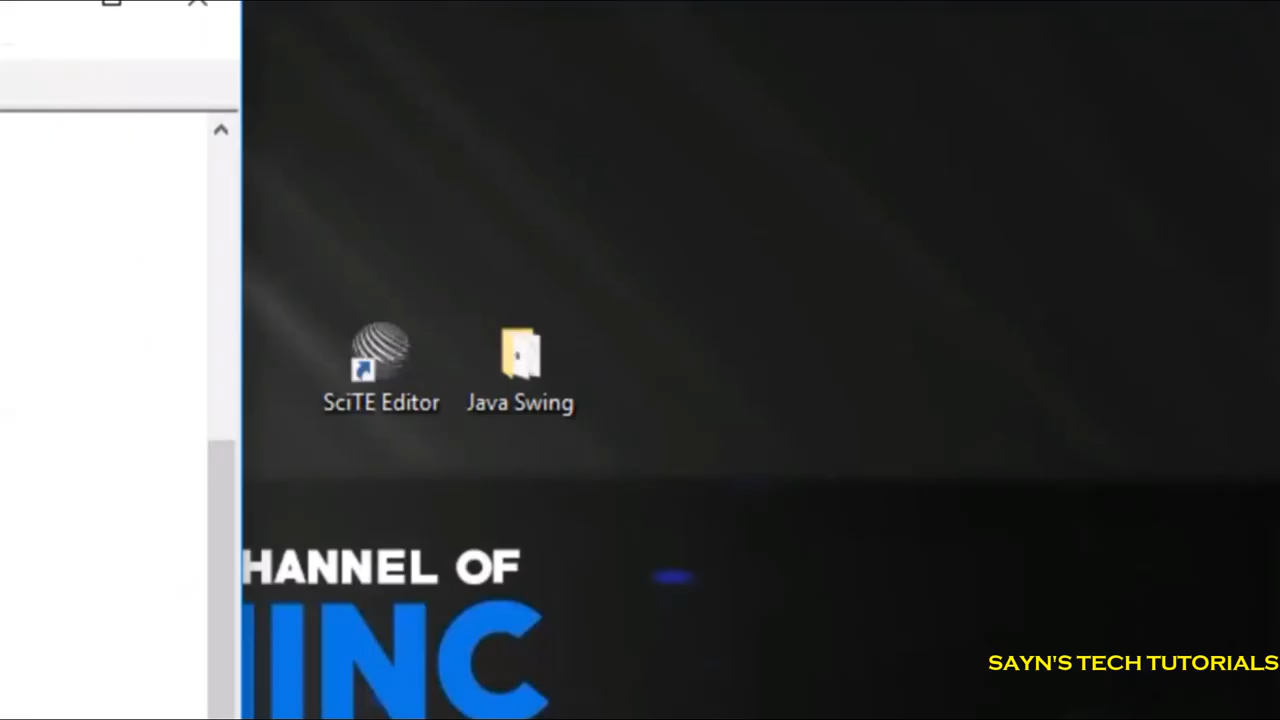 SciTE Editor
Java Swing
HANNEL OF
INC
SAYN'S TECH TUTORIALS